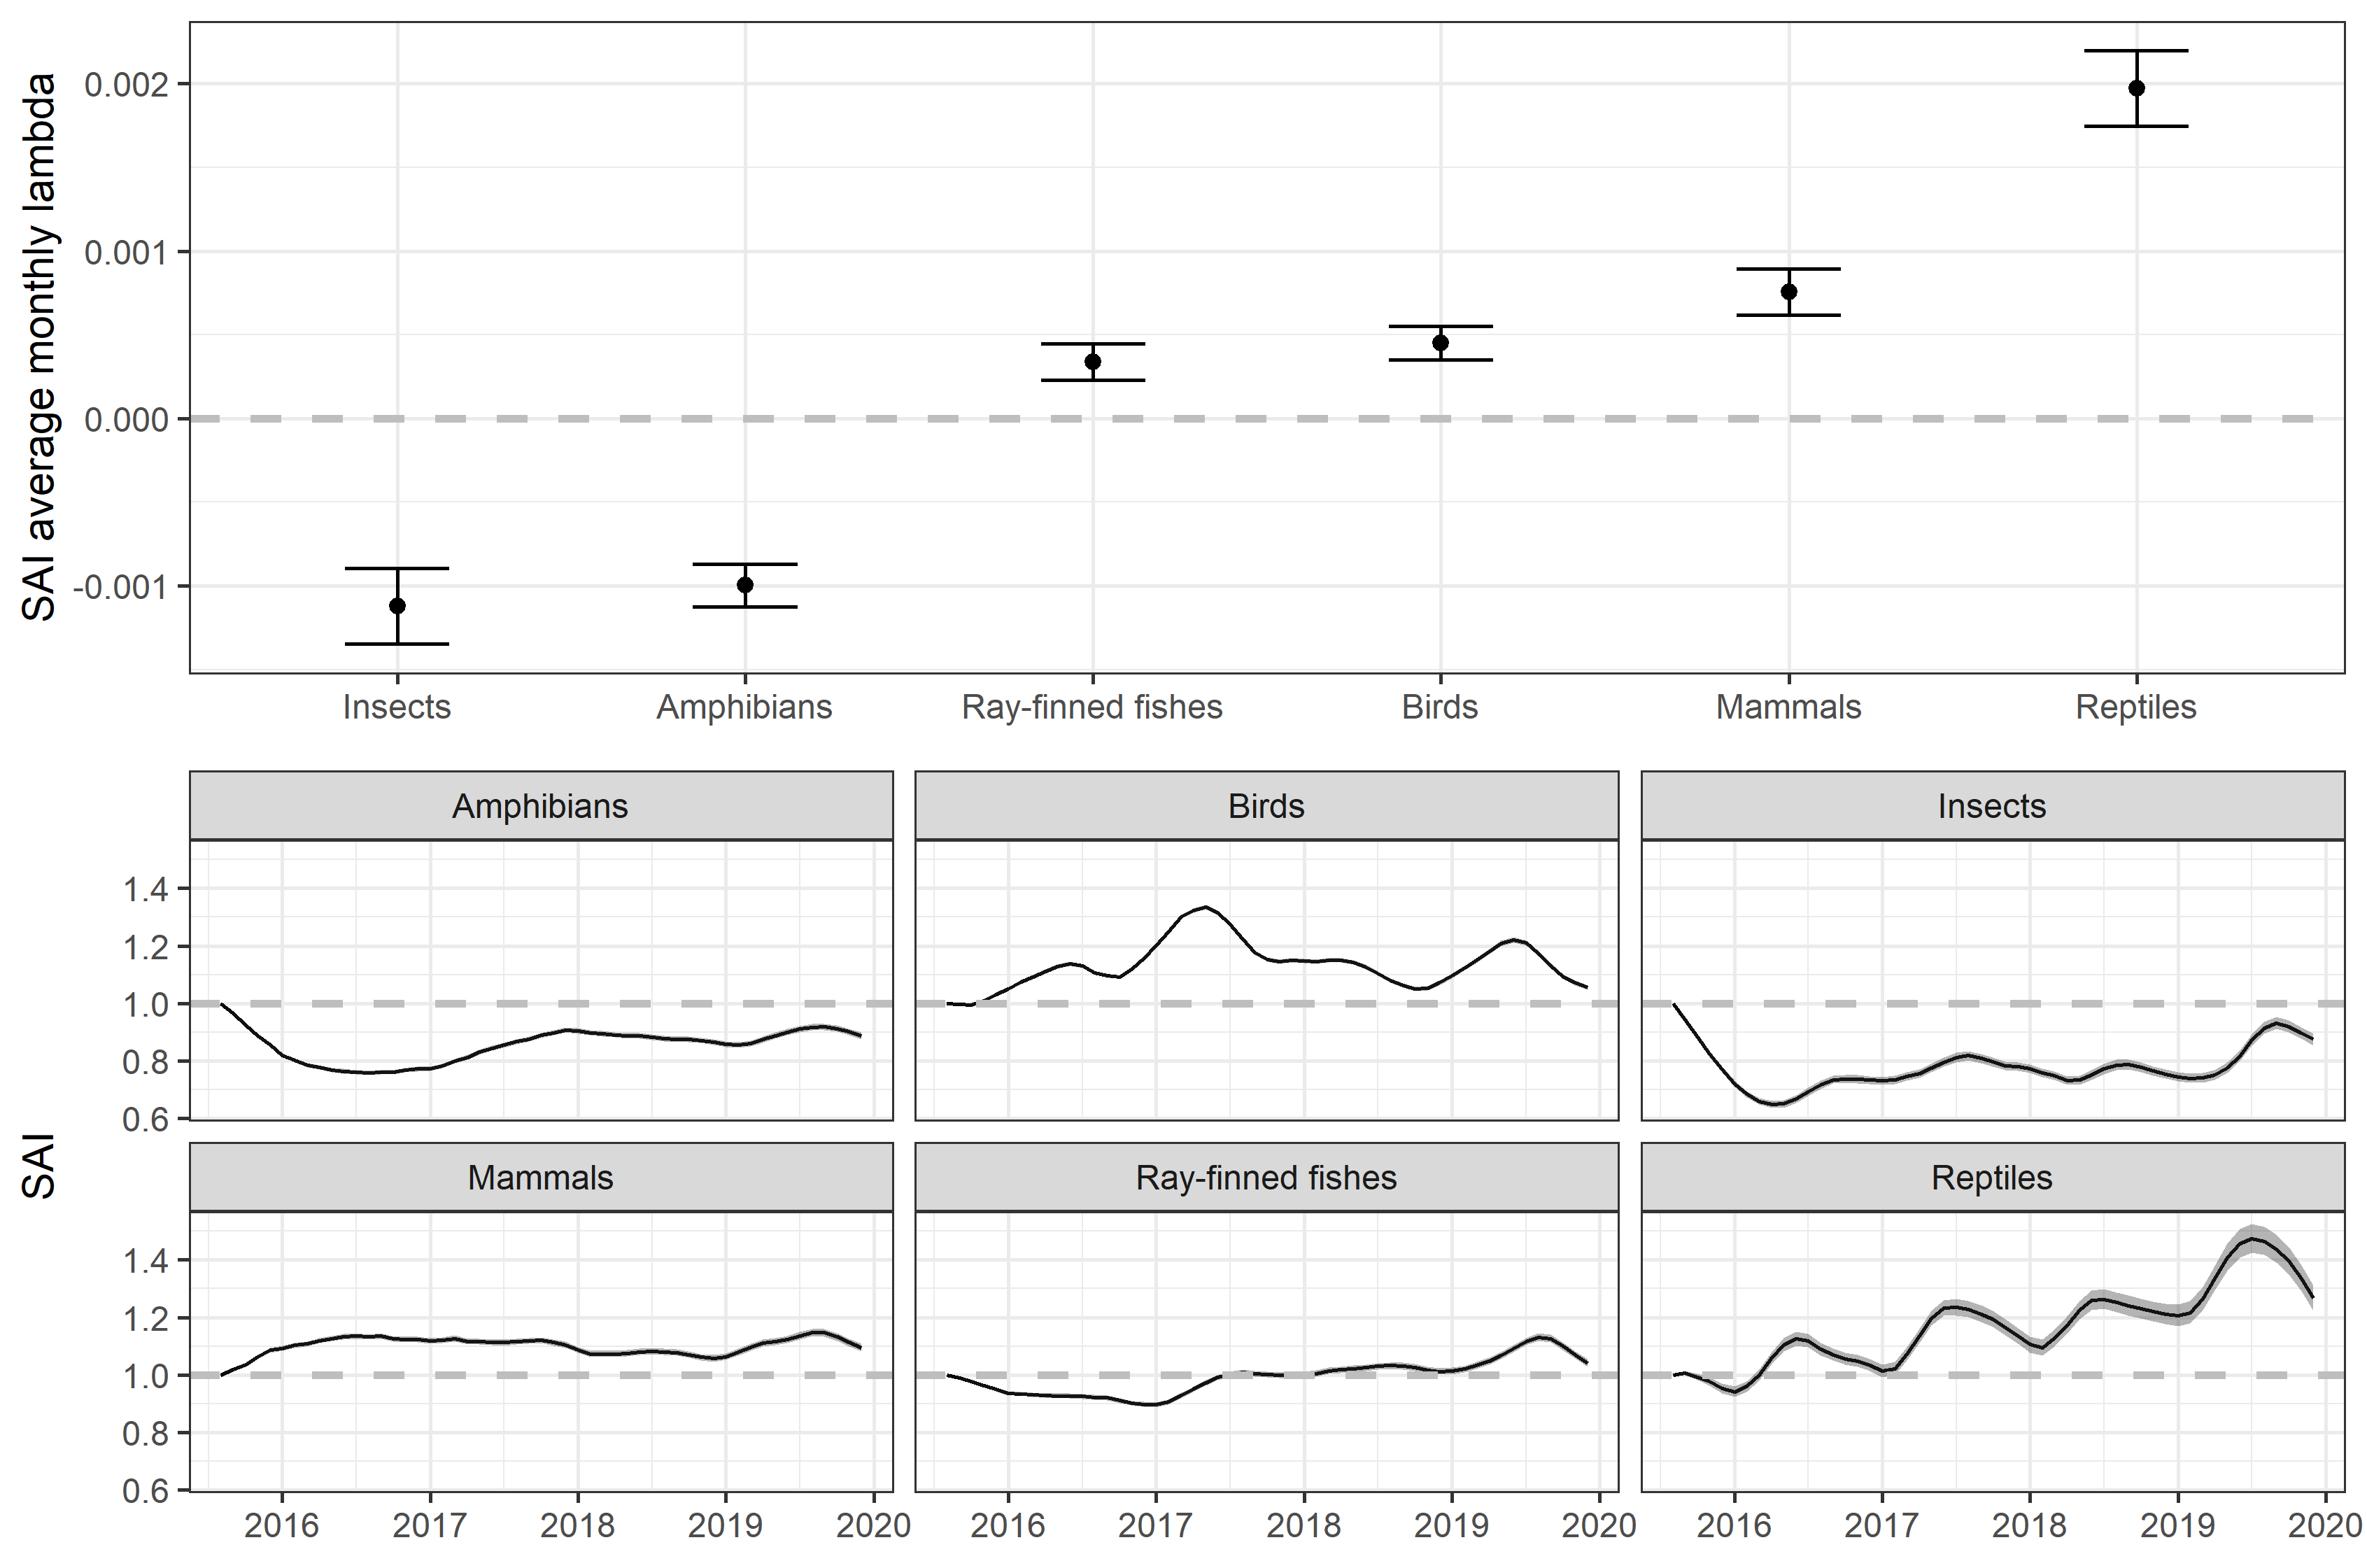 SAI average monthly lambda
0.002
0.001
0.000
-0.001
Insects Amphibians Ray-finned fishes Birds Mammals Reptiles
SAI
Amphibians Birds Insects
1.4
1.2
1.0
0.8
0.6
Mammals Ray-finned fishes Reptiles
1.4
1.2
1.0
0.8
0.6
2016 2017 2018 2019 2020 2016 2017 2018 2019 2020 2016 2017 2018 2019 2020